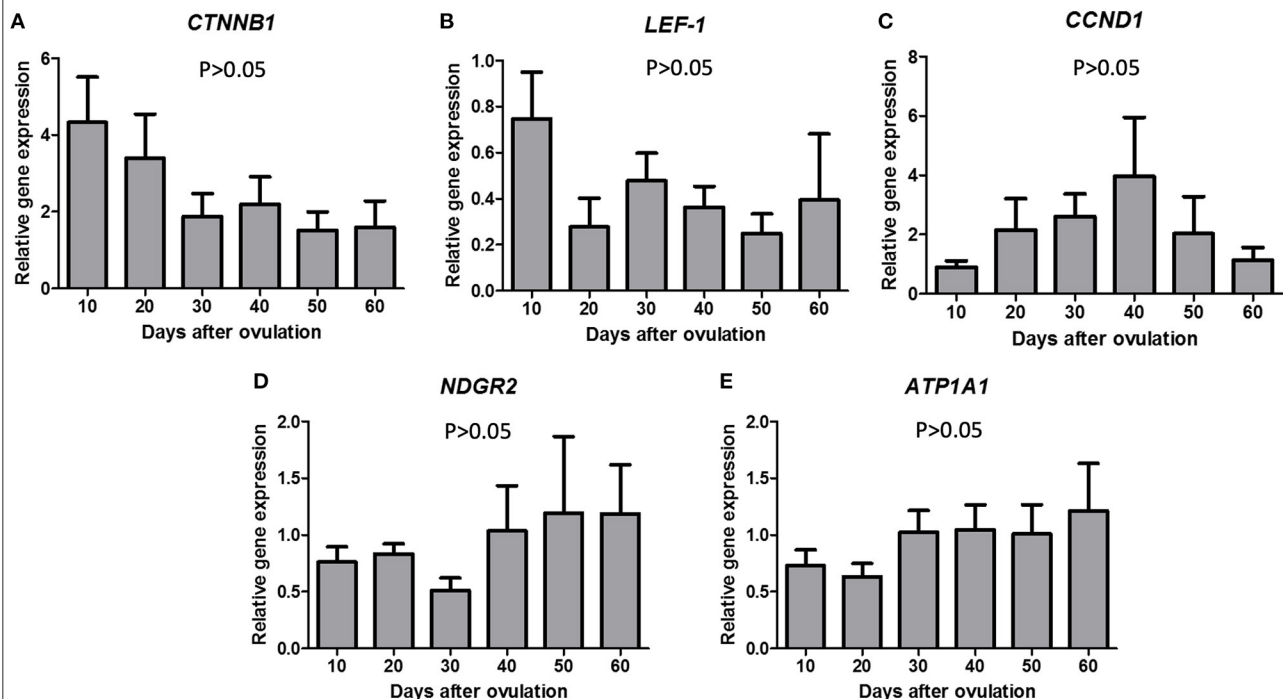 A
CTNNB1
P>0.05
Relative gene expression
6
4
2
0
10 20 30 40 50 60
Days after ovulation
B
LEF-1
P>0.05
Relative gene expression
1.0
0.8
0.6
0.4
0.2
0.0
10 20 30 40 50 60
Days after ovulation
C
CCND1
P>0.05
Relative gene expression
8
6
4
2
0
10 20 30 40 50 60
Days after ovulation
D
NDGR2
P>0.05
Relative gene expression
2.0
1.5
1.0
0.5
0.0
10 20 30 40 50 60
Days after ovulation
E
ATP1A1
P>0.05
Relative gene expression
2.0
1.5
1.0
0.5
0.0
10 20 30 40 50 60
Days after ovulation